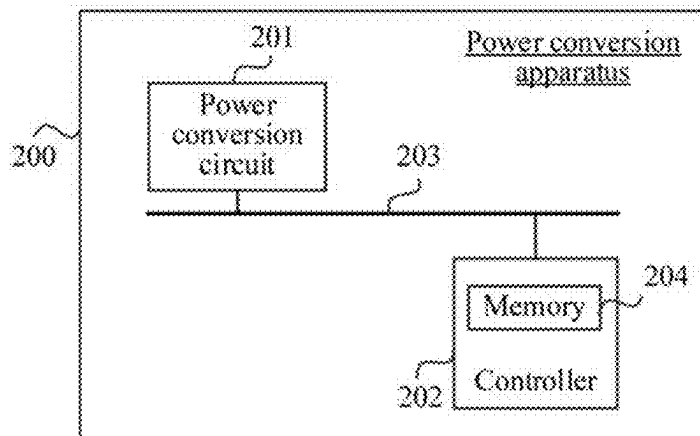 201
Power conversion
apparatus
Power
conversion
circuit
200
203
204
Memory
202
Controller